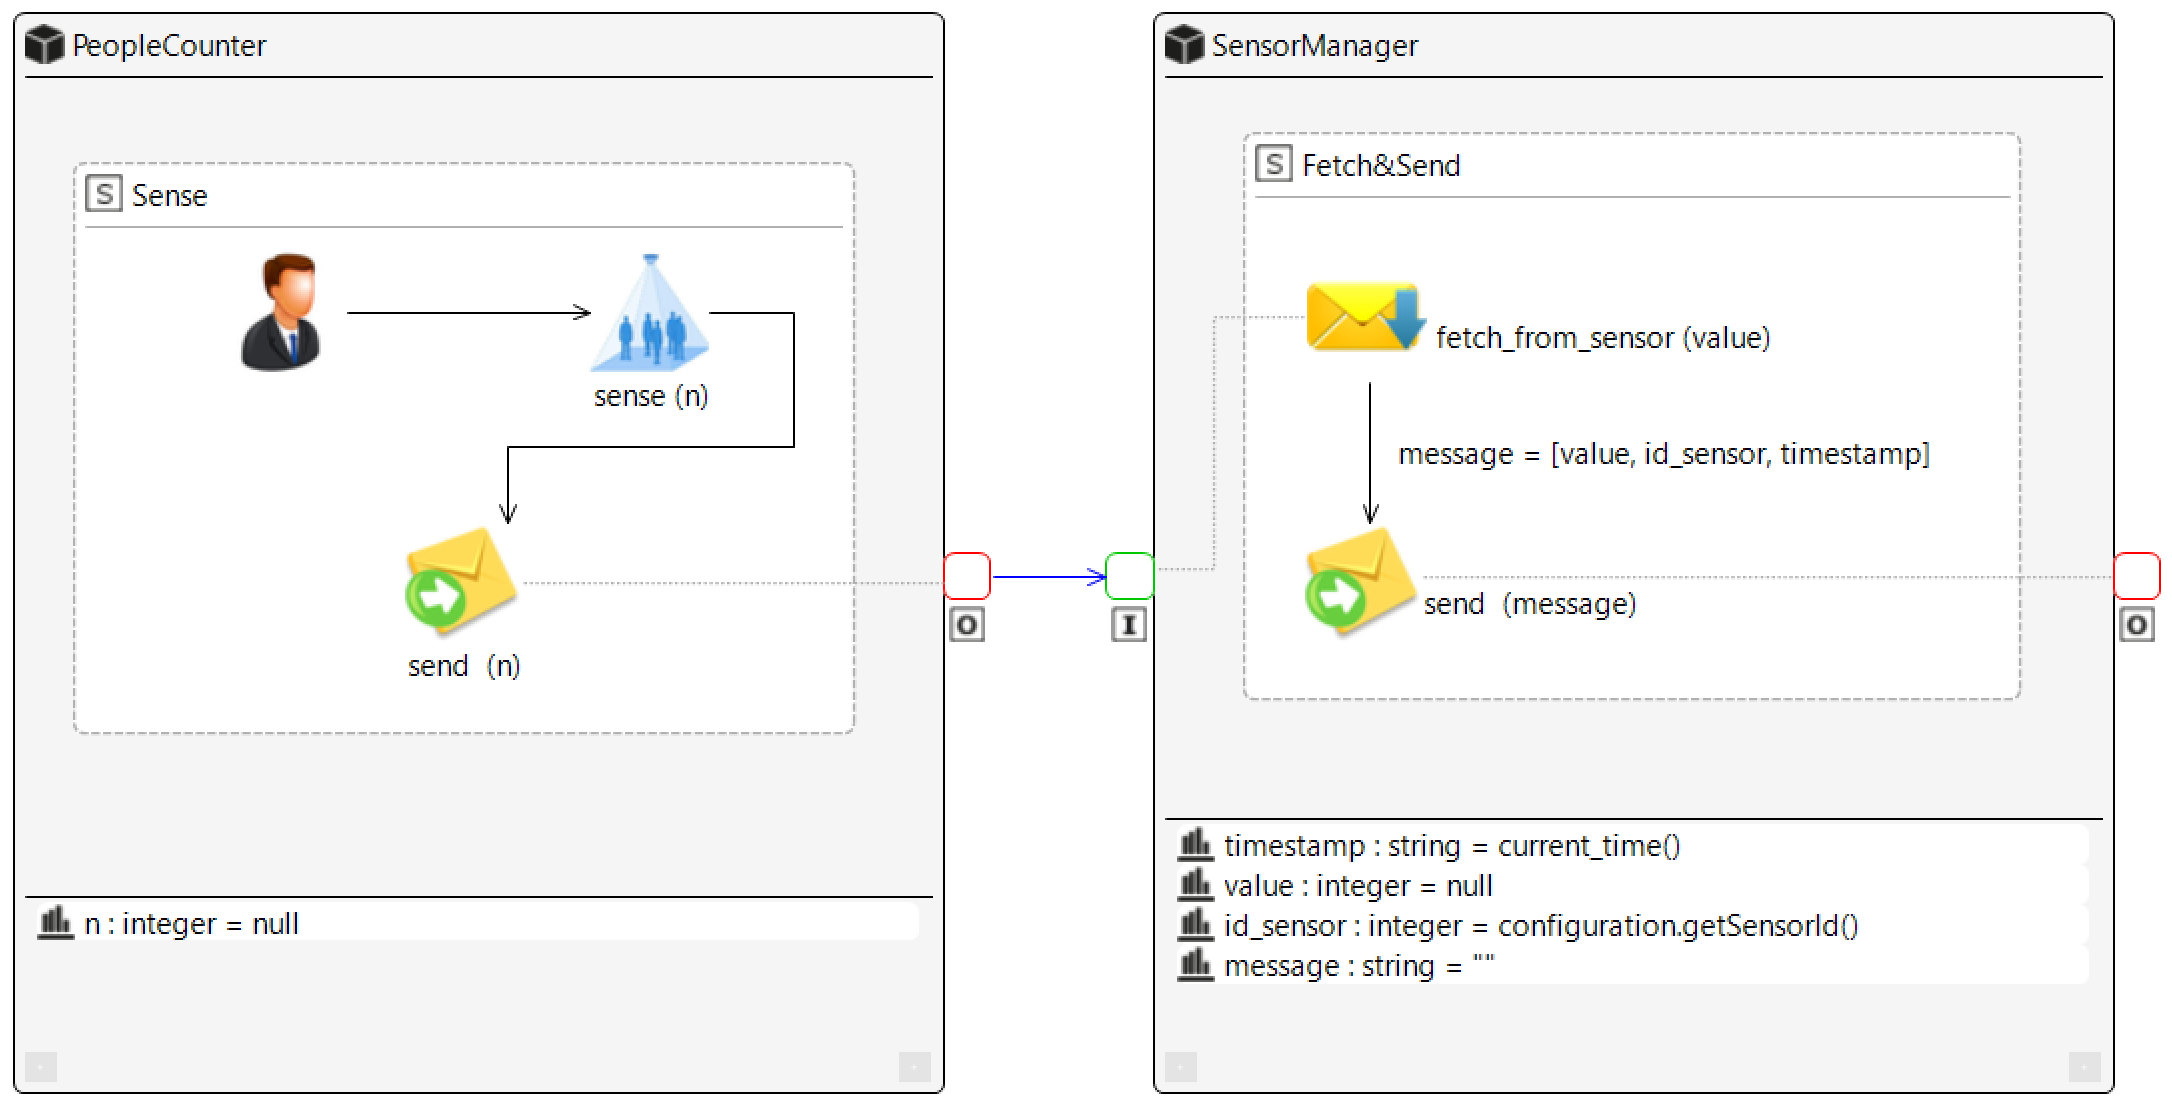 PeopleCounter
S Sense
sense (n)
send (n)
O
n : integer = null
I
SensorManager
S Fetch&Send
fetch_from_sensor (value)
message = [value, id_sensor, timestamp]
send (message)
O
timestamp : string = current_time()
value : integer = null
id_sensor : integer = configuration.getSensorId()
message : string = ""